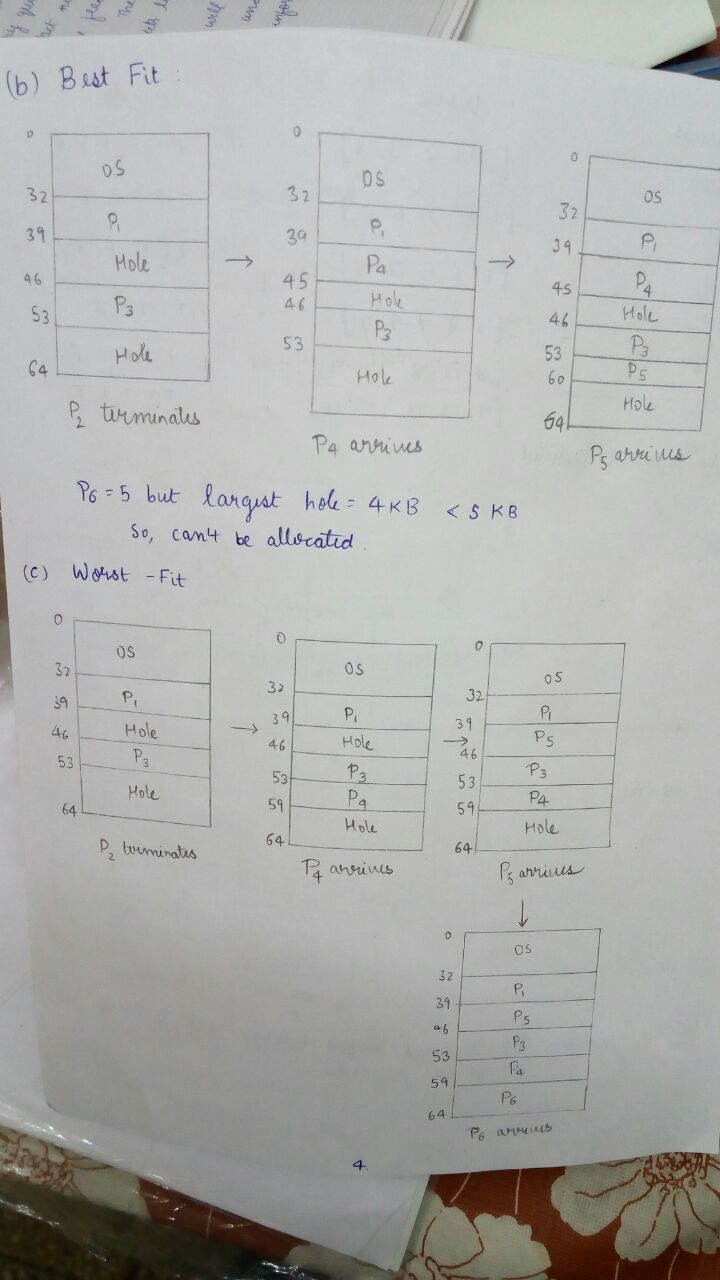 (b) Best Fit :
0
OS
32
P1
39
Hole
46
P3
53
Hole
64
P2 terminates
→
0
OS
32
P1
39
P4
45
Hole
46
P3
53
Hole
P4 arrives
→
0
OS
32
P1
39
P4
45
Hole
46
P3
53
P5
60
Hole
64
P5 arrives
P6 = 5 but largest hole = 4KB < 5 KB
So, can't be allocated.
(c) Worst - Fit
0
OS
32
P1
39
Hole
46
P3
53
Hole
64
P2 terminates
→
0
OS
32
P1
39
Hole
46
P3
53
P4
59
Hole
64
P4 arrives
→
0
OS
32
P1
39
P5
46
P3
53
P4
59
Hole
64
P5 arrives
↓
0
OS
32
P1
39
P5
46
P3
53
P4
59
P6
64
P6 arrives
4.